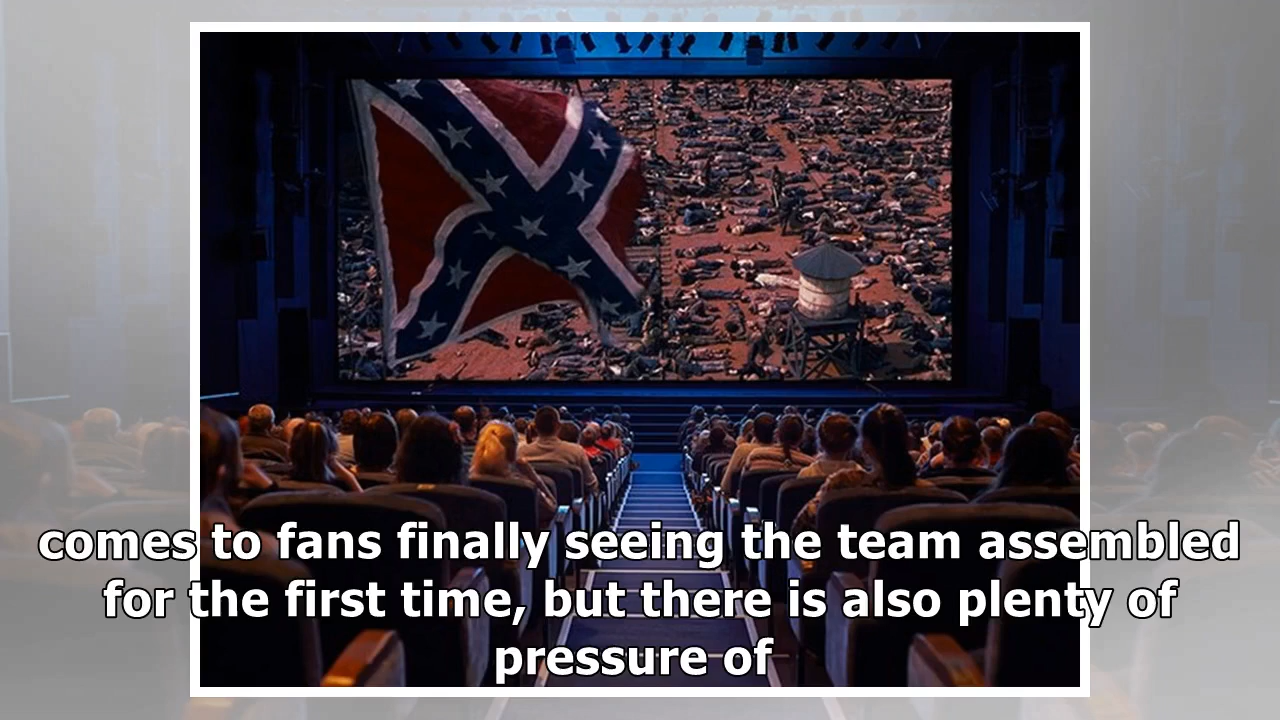 comes to fans finally seeing the team assembled
for the first time, but there is also plenty of
pressure of